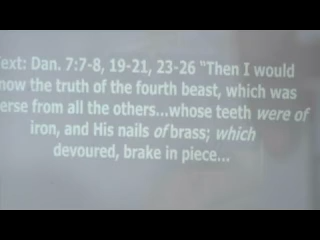 ext: Dan. 7:7-8, 19-21, 23-26 “Then I would
now the truth of the fourth beast, which was
erse from all the others...whose teeth were of
iron, and His nails of brass; which
devoured, brake in piece...